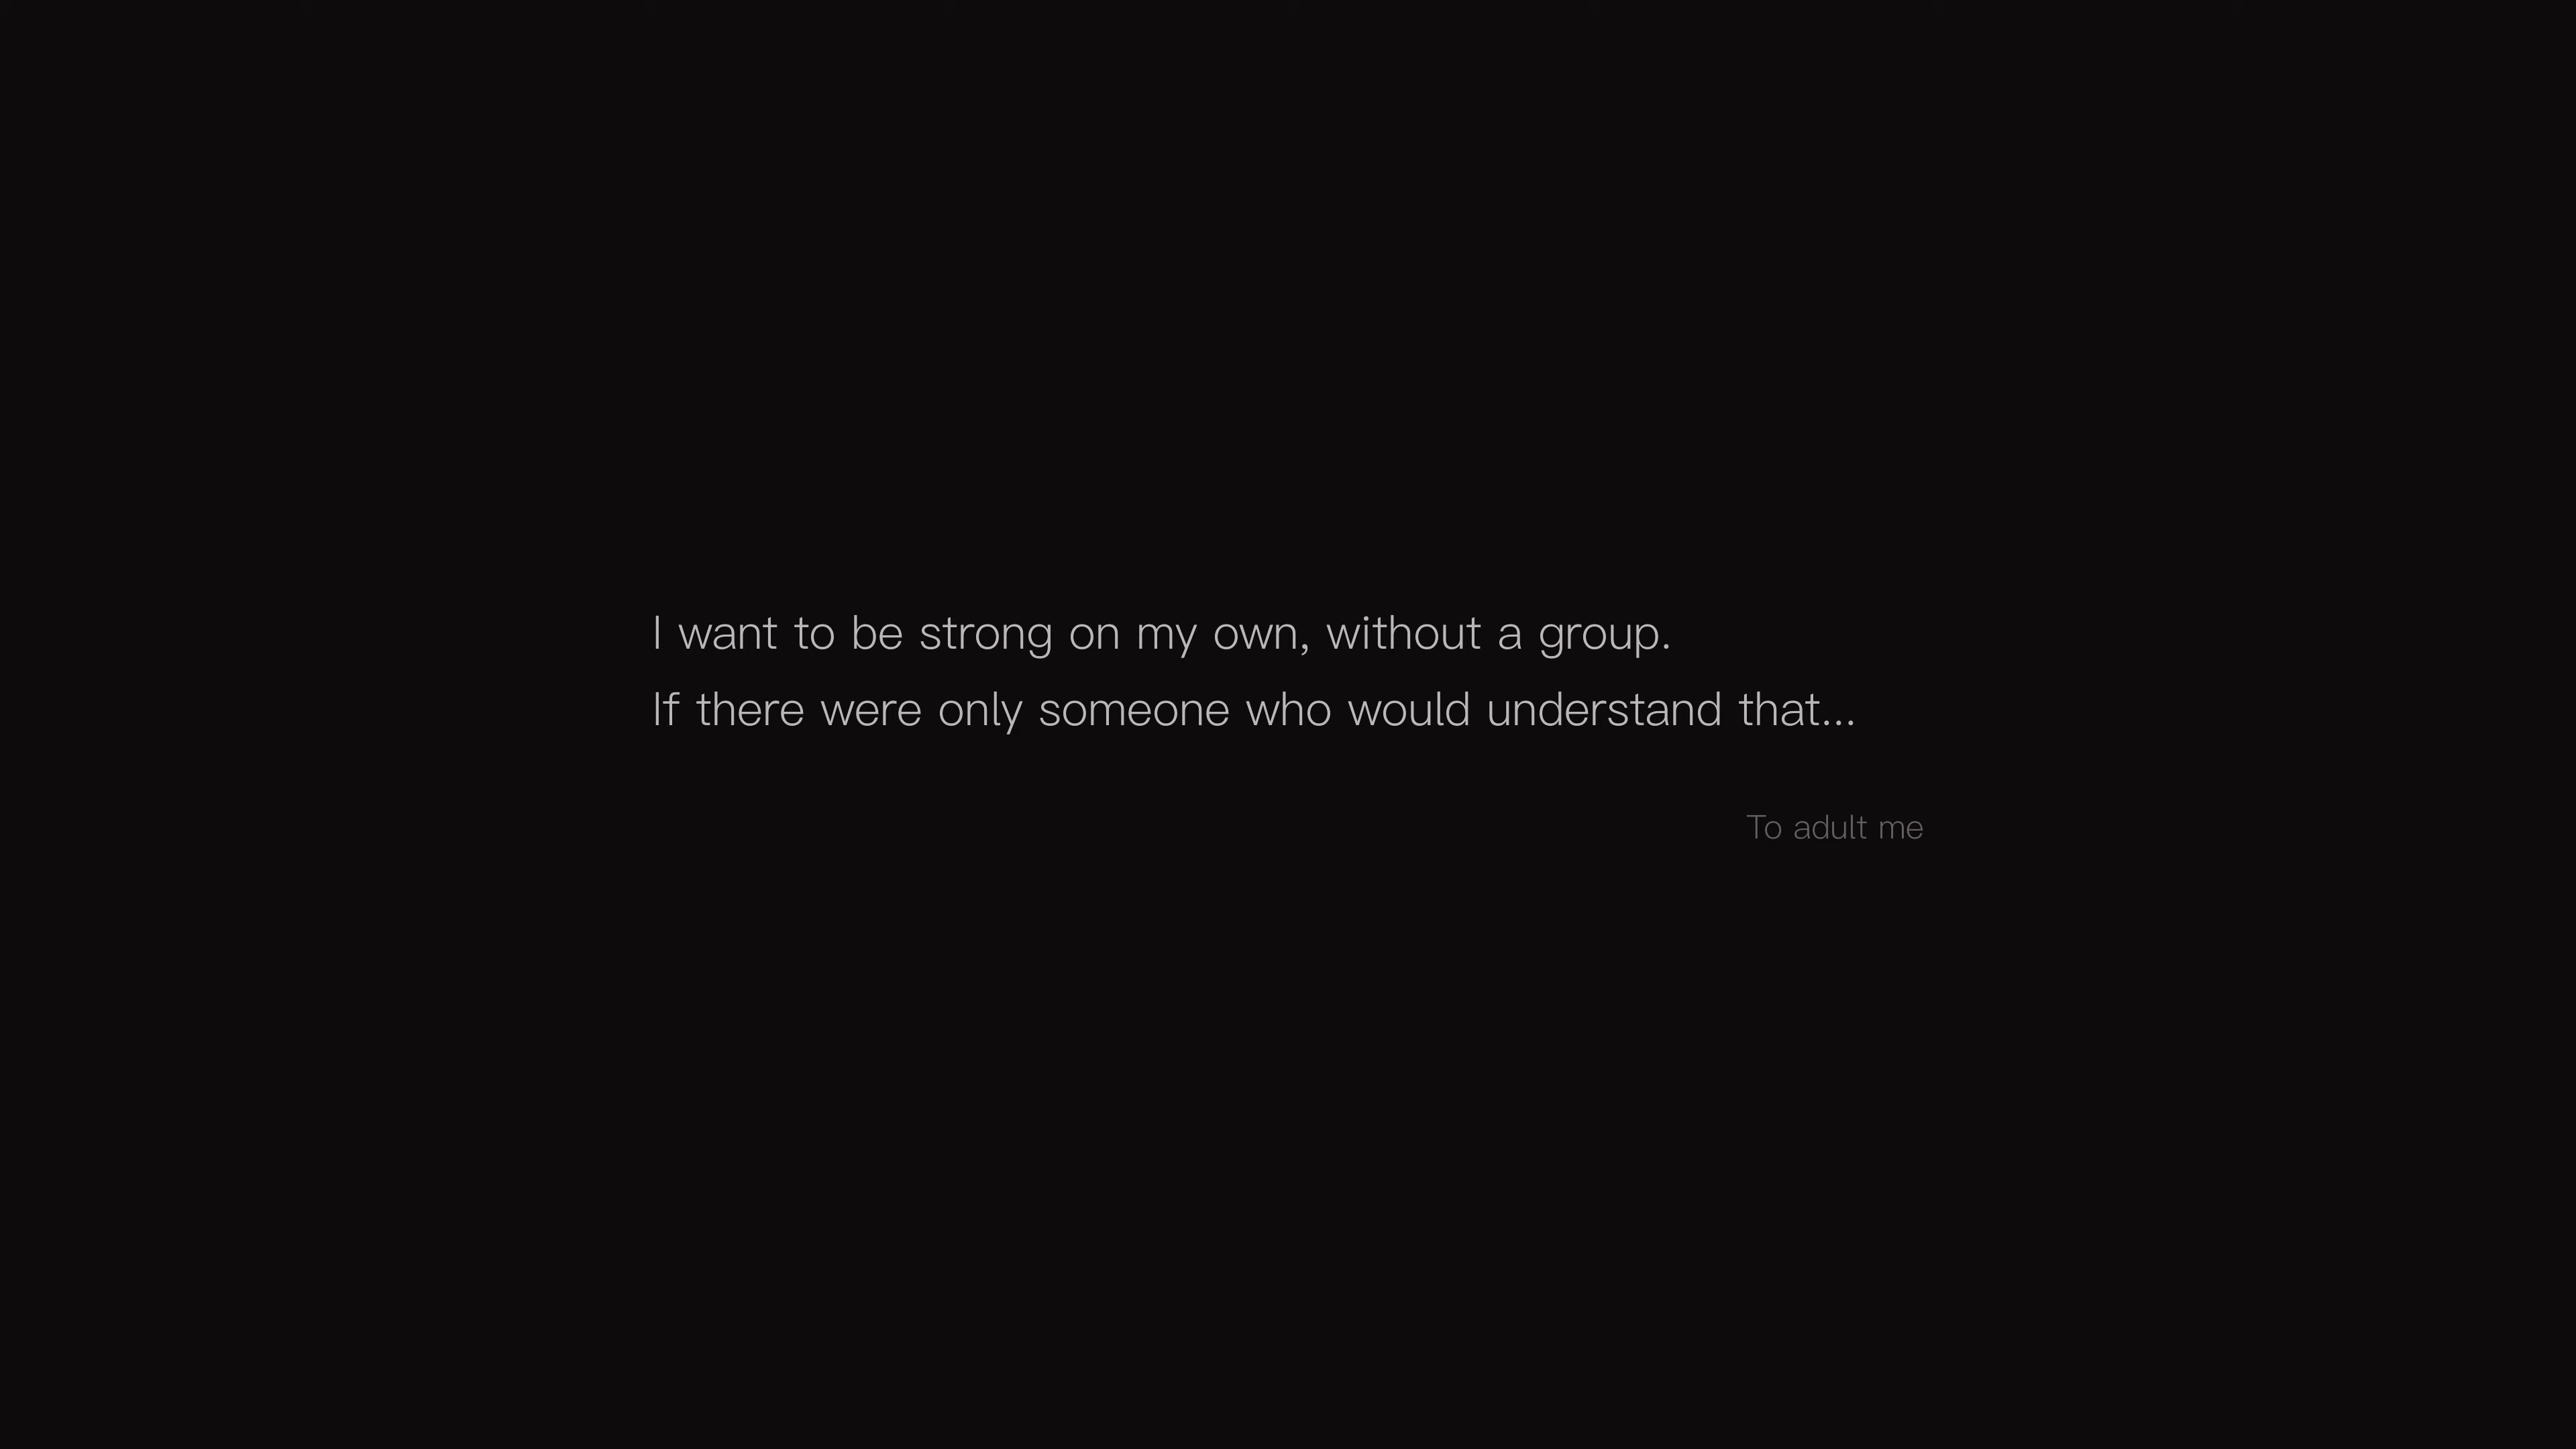 I want to be strong on my own, without a group.
If there were only someone who would understand that...
To adult me